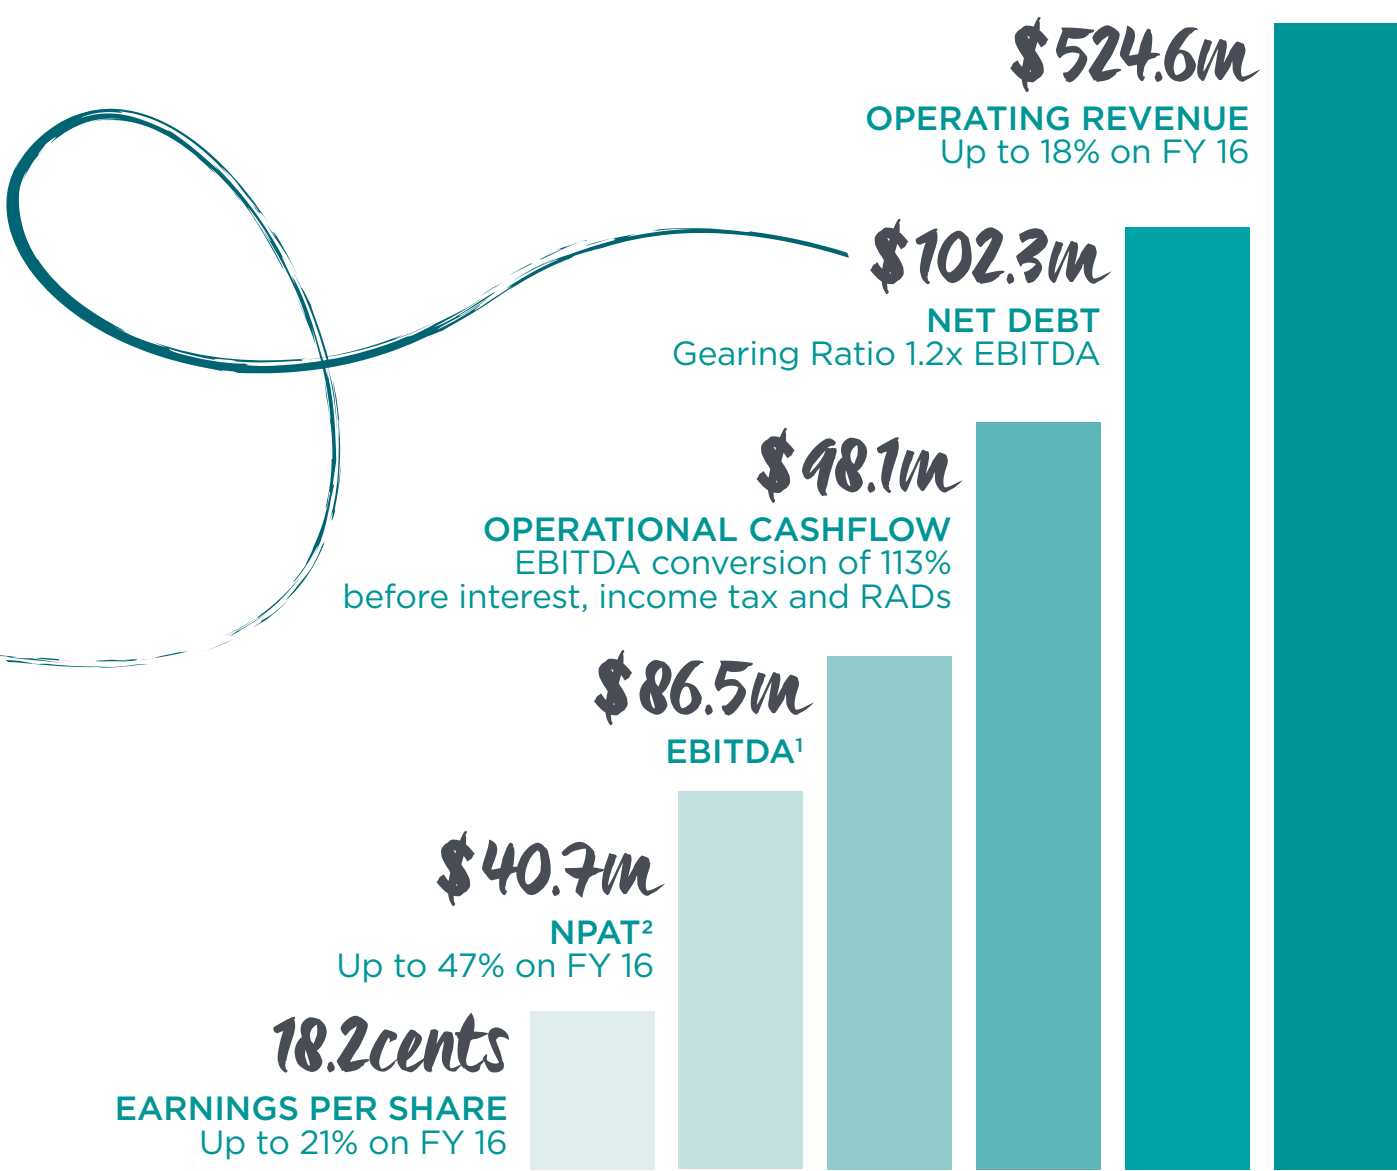 $524.6m
OPERATING REVENUE
Up to 18% on FY 16
$102.3m
NET DEBT
Gearing Ratio 1.2x EBITDA
$98.1m
OPERATIONAL CASHFLOW
EBITDA conversion of 113%
before interest, income tax and RADs
$86.5m
EBITDA¹
$40.7m
NPAT²
Up to 47% on FY 16
18.2cents
EARNINGS PER SHARE
Up to 21% on FY 16